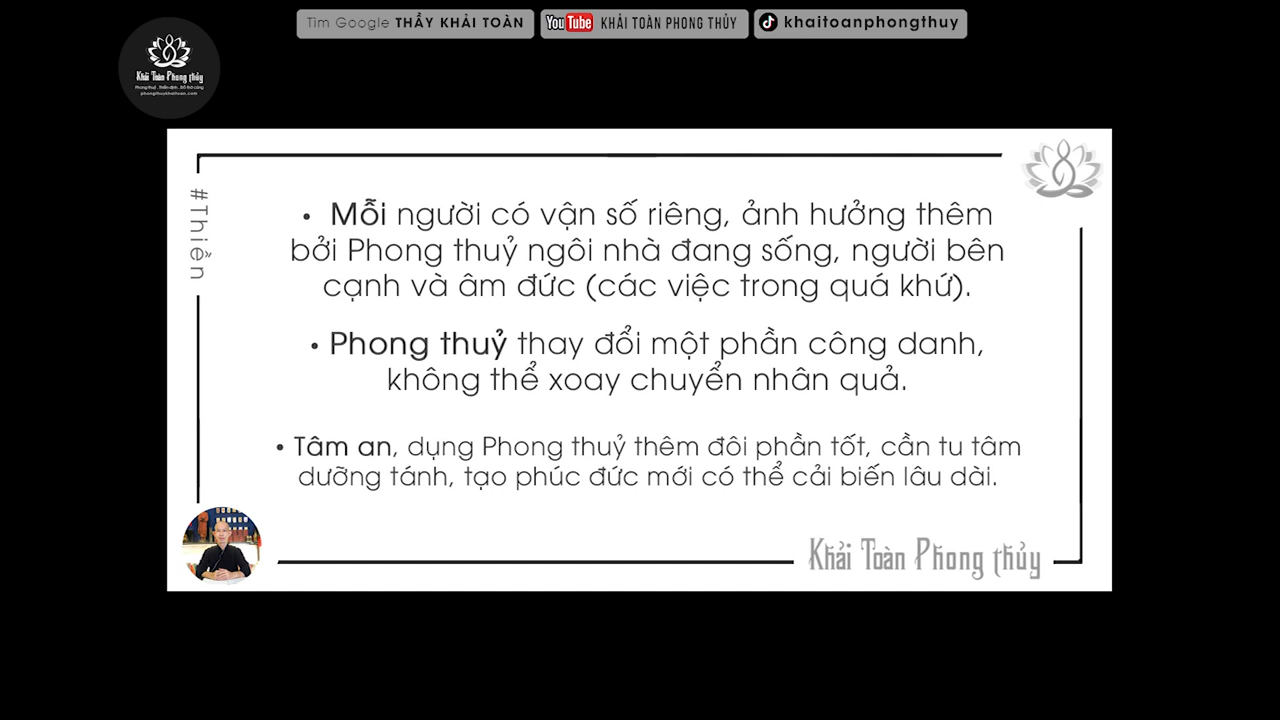 Tìm Google THẦY KHẢI TOÀN
YouTube KHẢI TOÀN PHONG THỦY
khaitoanphongthuy
Khải Toàn Phong thủy
phongthuykhaitoan.com
#Thiền
• Mỗi người có vận số riêng, ảnh hưởng thêm
bởi Phong thuỷ ngôi nhà đang sống, người bên
cạnh và âm đức (các việc trong quá khứ).
• Phong thuỷ thay đổi một phần công danh,
không thể xoay chuyển nhân quả.
• Tâm an, dụng Phong thuỷ thêm đôi phần tốt, cần tu tâm
dưỡng tánh, tạo phúc đức mới có thể cải biến lâu dài.
Khải Toàn Phong thủy